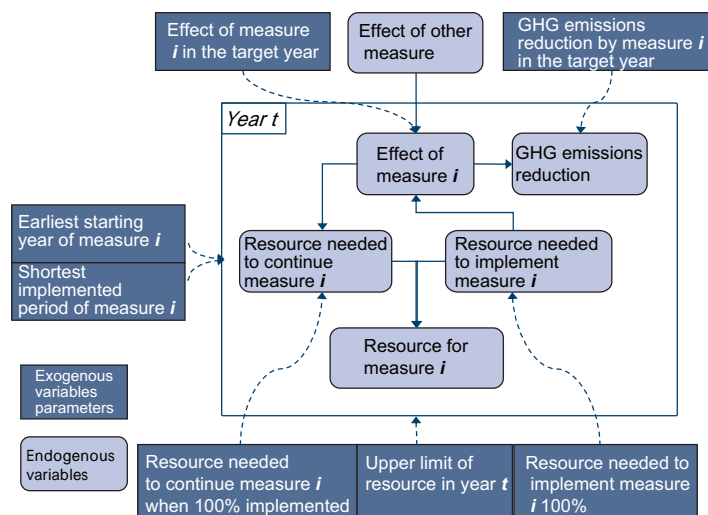 Effect of measure
i in the target year
Effect of other
measure
GHG emissions
reduction by measure i
in the target year
Year t
Effect of
measure i
GHG emissions
reduction
Earliest starting
year of measure i
Shortest
implemented
period of measure i
Resource needed
to continue
measure i
Resource needed
to implement
measure i
Resource for
measure i
Exogenous
variables
parameters
Endogenous
variables
Resource needed
to continue measure i
when 100% implemented
Upper limit of
resource in year t
Resource needed to
implement measure
i 100%